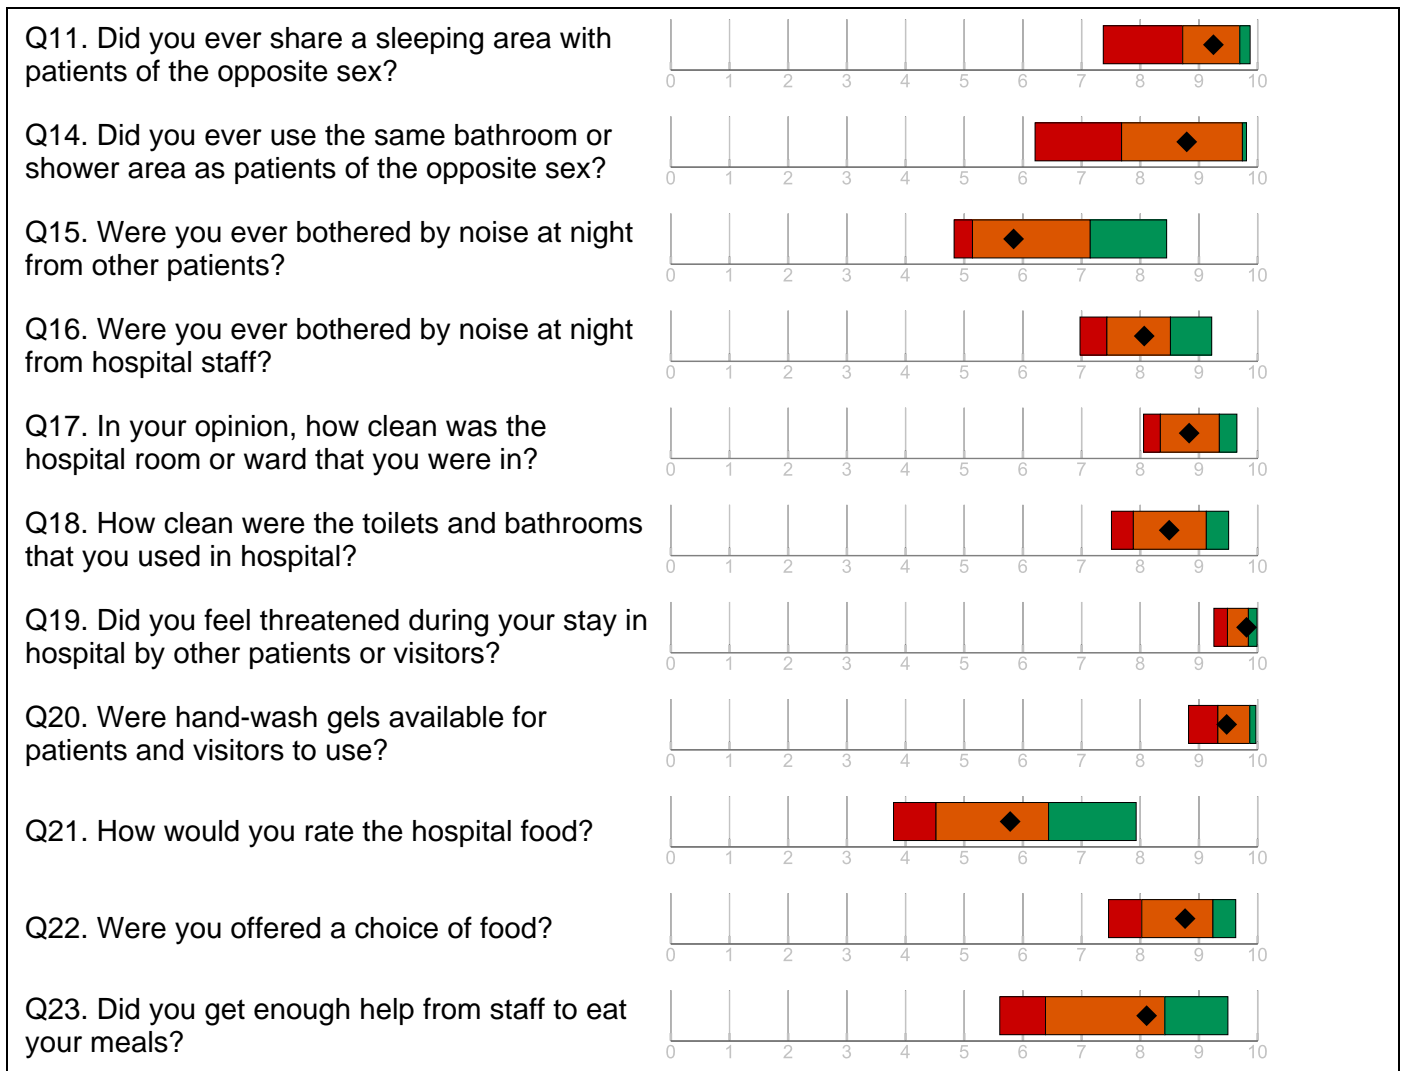 Q11. Did you ever share a sleeping area with
patients of the opposite sex?
0 1 2 3 4 5 6 7 8 9 10
Q14. Did you ever use the same bathroom or
shower area as patients of the opposite sex?
0 1 2 3 4 5 6 7 8 9 10
Q15. Were you ever bothered by noise at night
from other patients?
0 1 2 3 4 5 6 7 8 9 10
Q16. Were you ever bothered by noise at night
from hospital staff?
0 1 2 3 4 5 6 7 8 9 10
Q17. In your opinion, how clean was the
hospital room or ward that you were in?
0 1 2 3 4 5 6 7 8 9 10
Q18. How clean were the toilets and bathrooms
that you used in hospital?
0 1 2 3 4 5 6 7 8 9 10
Q19. Did you feel threatened during your stay in
hospital by other patients or visitors?
0 1 2 3 4 5 6 7 8 9 10
Q20. Were hand-wash gels available for
patients and visitors to use?
0 1 2 3 4 5 6 7 8 9 10
Q21. How would you rate the hospital food?
0 1 2 3 4 5 6 7 8 9 10
Q22. Were you offered a choice of food?
0 1 2 3 4 5 6 7 8 9 10
Q23. Did you get enough help from staff to eat
your meals?
0 1 2 3 4 5 6 7 8 9 10